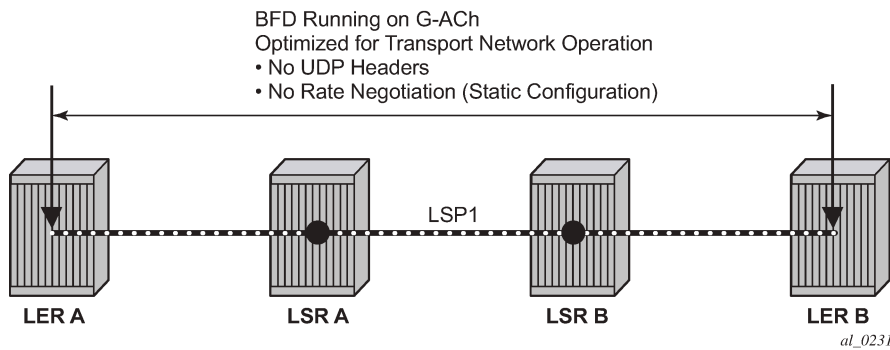 BFD Running on G-ACh
Optimized for Transport Network Operation
• No UDP Headers
• No Rate Negotiation (Static Configuration)
LSP1
LER A
LSR A
LSR B
LER B
al_0231